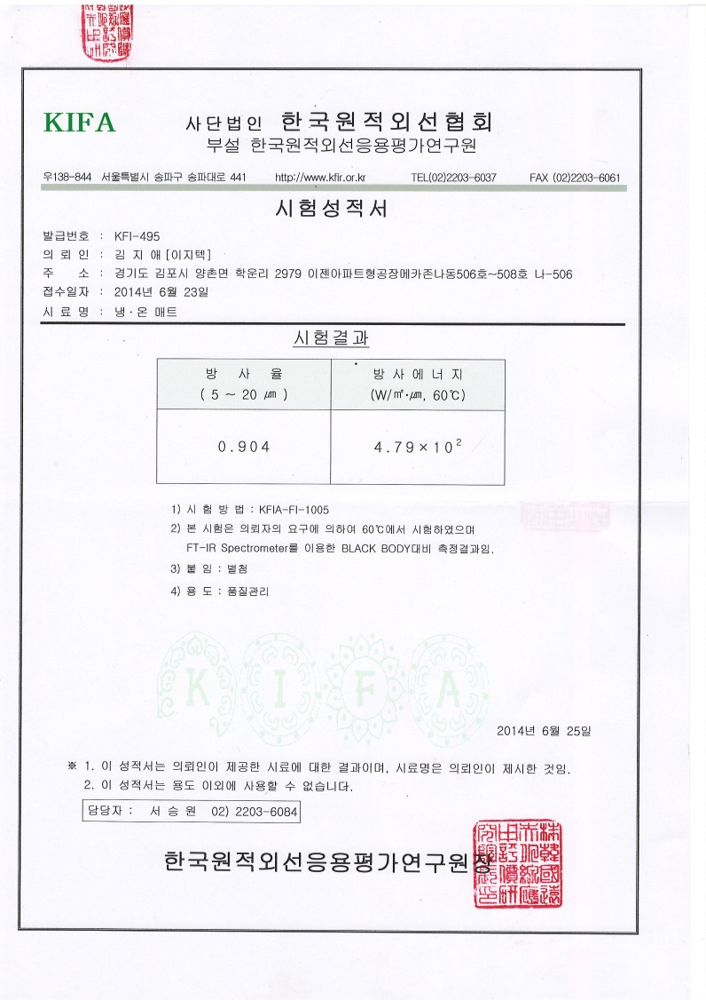 KIFA
사단법인 한국원적외선협회
부설 한국원적외선응용평가연구원
우138-844 서울특별시 송파구 송파대로 441 http://www.kfir.or.kr TEL(02)2203-6037 FAX (02)2203-6061
시험성적서
발급번호 : KFI-495
의 뢰 인 : 김 지 애 [이지텍]
주 소 : 경기도 김포시 양촌면 학운리 2979 이젠아파트형공장메카존나동506호~508호 나-506
접수일자 : 2014년 6월 23일
시 료 명 : 냉·온 매트
시험결과
방 사 율 방 사 에 너 지
( 5 ~ 20 ㎛ ) (W/㎡·㎛, 60℃)
0.904 4.79×10²
1) 시 험 방 법 : KFIA-FI-1005
2) 본 시험은 의뢰자의 요구에 의하여 60℃에서 시험하였으며
FT-IR Spectrometer를 이용한 BLACK BODY대비 측정결과임.
3) 붙 임 : 별첨
4) 용 도 : 품질관리
K I F A
2014년 6월 25일
※ 1. 이 성적서는 의뢰인이 제공한 시료에 대한 결과이며, 시료명은 의뢰인이 제시한 것임.
2. 이 성적서는 용도 이외에 사용할 수 없습니다.
담당자 : 서 승 원 02) 2203-6084
한국원적외선응용평가연구원장